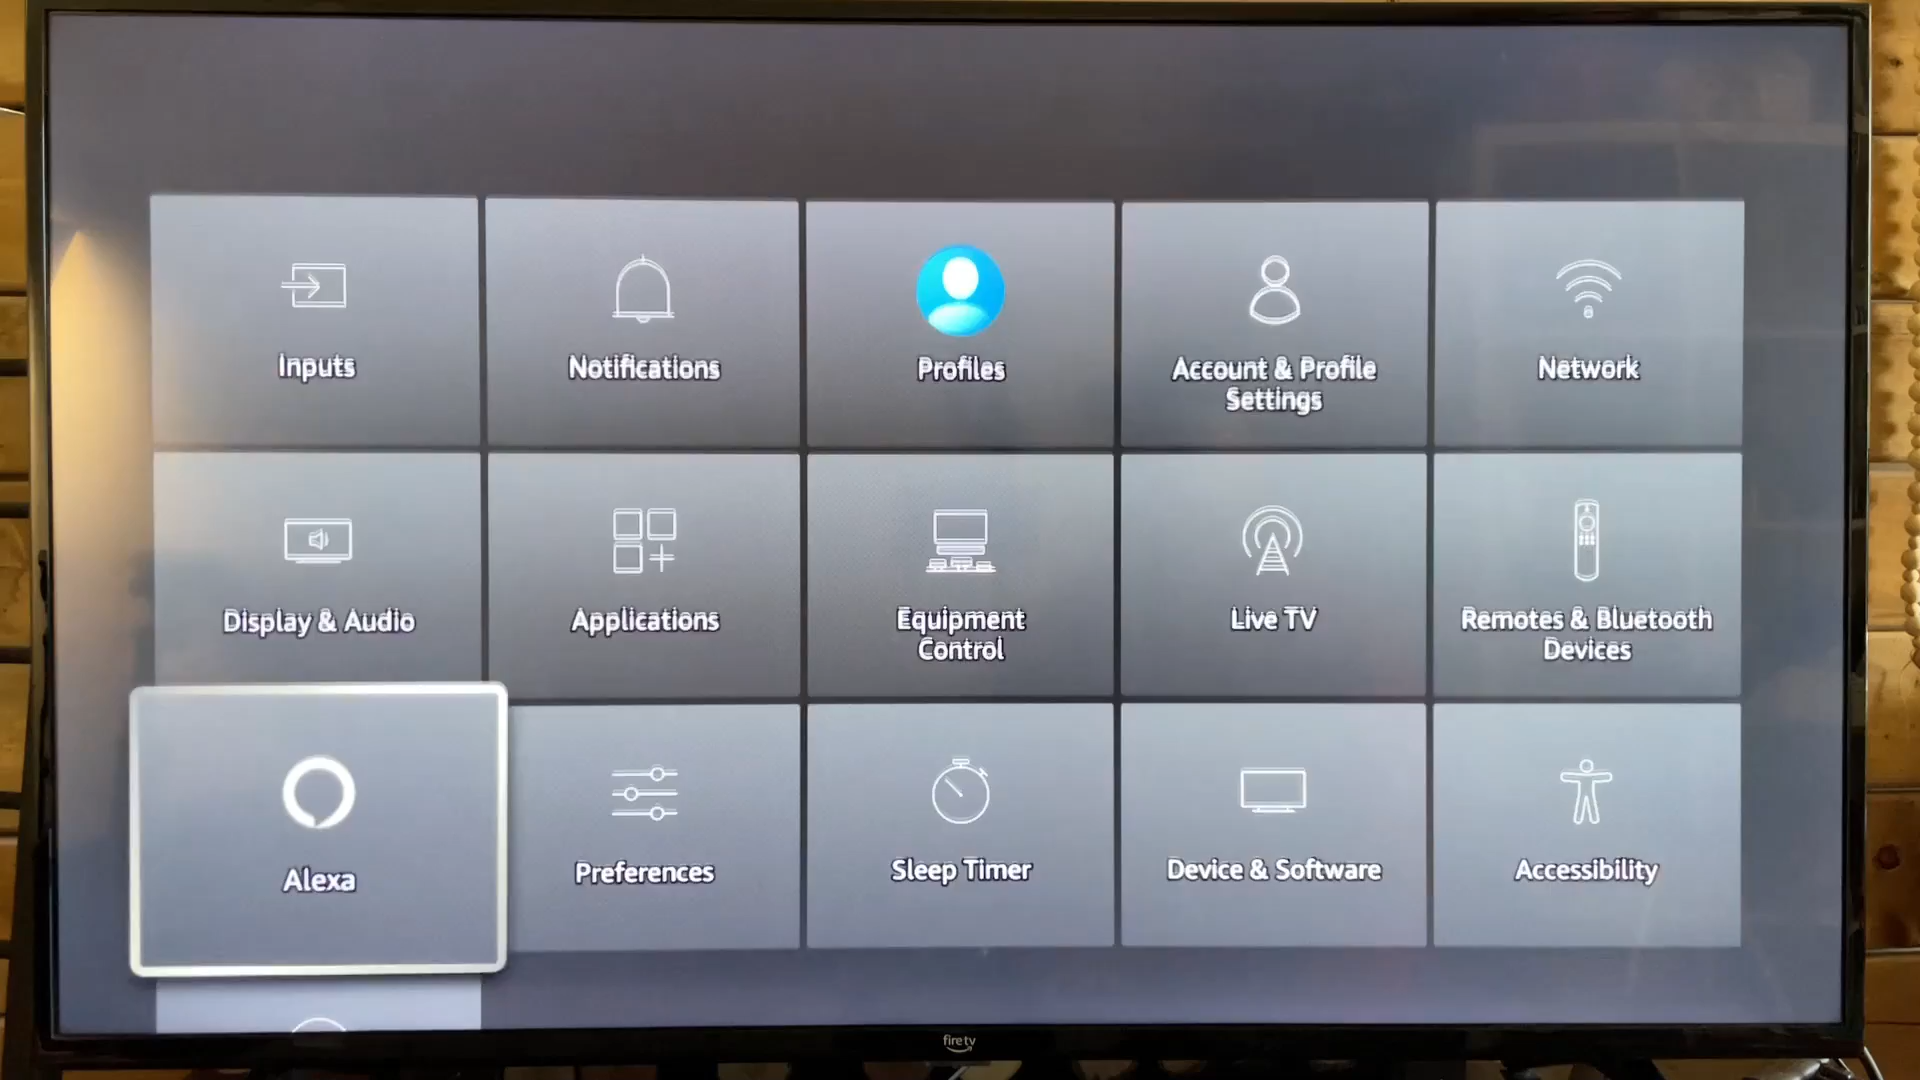 Inputs
Notifications
Profiles
Account & Profile
Settings
Network
Display & Audio
Applications
Equipment
Control
Live TV
Remotes & Bluetooth
Devices
Alexa
Preferences
Sleep Timer
Device & Software
Accessibility
fire tv